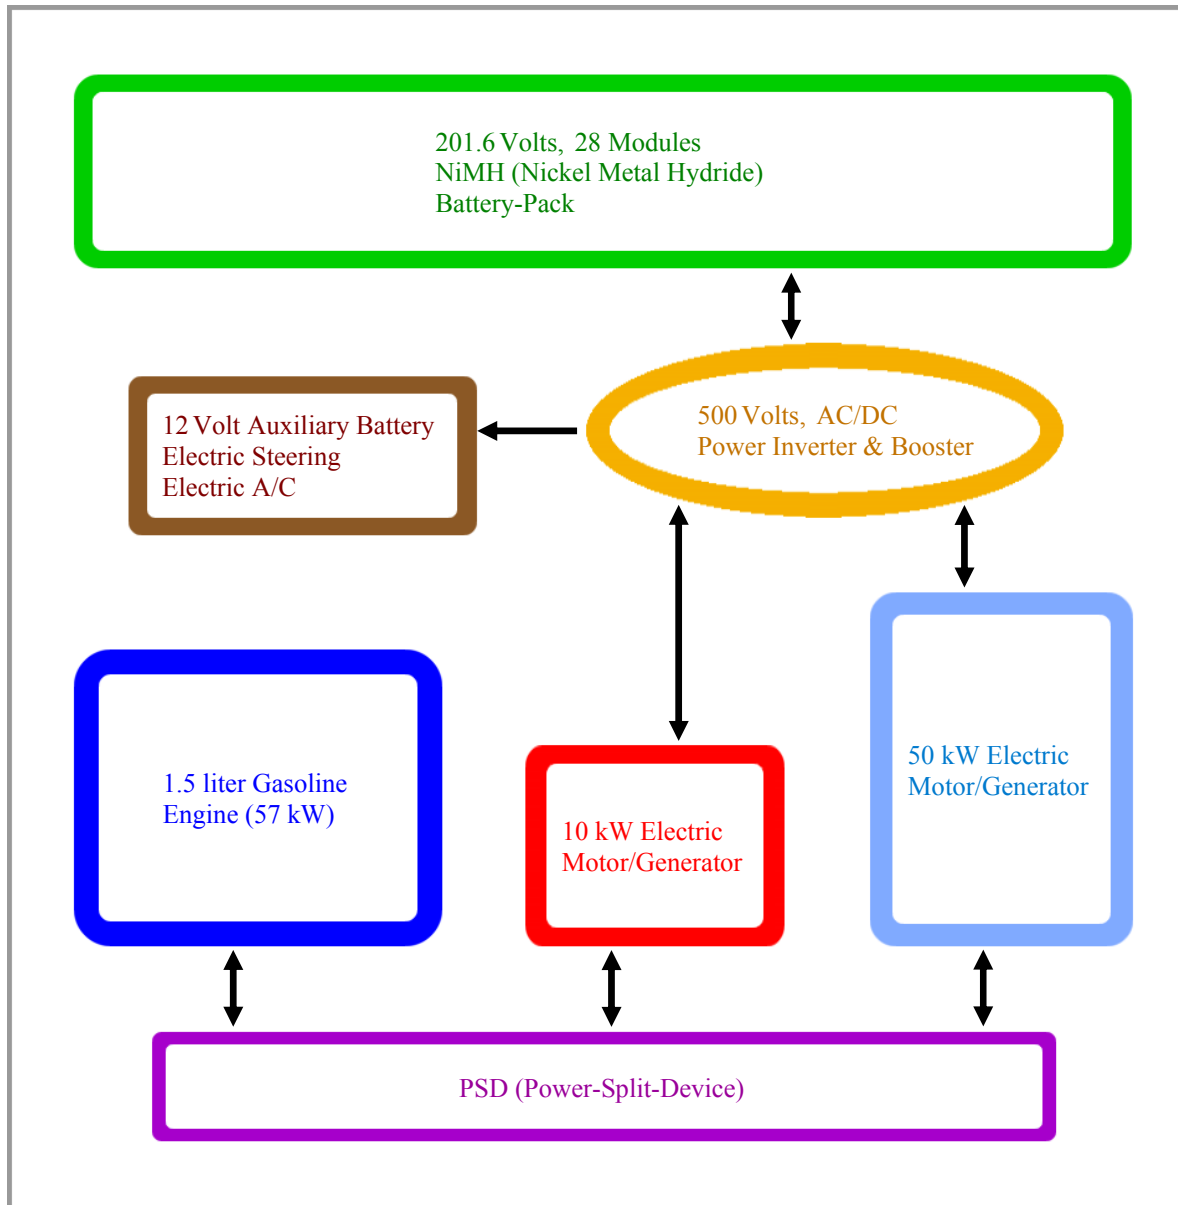 201.6 Volts, 28 Modules
NiMH (Nickel Metal Hydride)
Battery-Pack
12 Volt Auxiliary Battery
Electric Steering
Electric A/C
500 Volts, AC/DC
Power Inverter & Booster
1.5 liter Gasoline
Engine (57 kW)
10 kW Electric
Motor/Generator
50 kW Electric
Motor/Generator
PSD (Power-Split-Device)